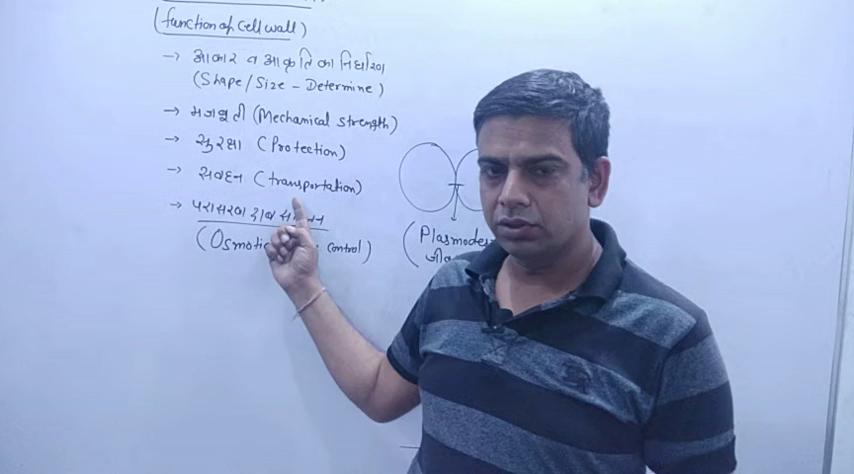 (function of cell wall)
→ आकार व आकृति का निर्धारण
(Shape/Size - Determine)
→ मजबूती (Mechanical strength)
→ सुरक्षा (Protection)
→ संवहन (transportation)
→ परासरण दाब
(Osmotic control)
(Plasmodes